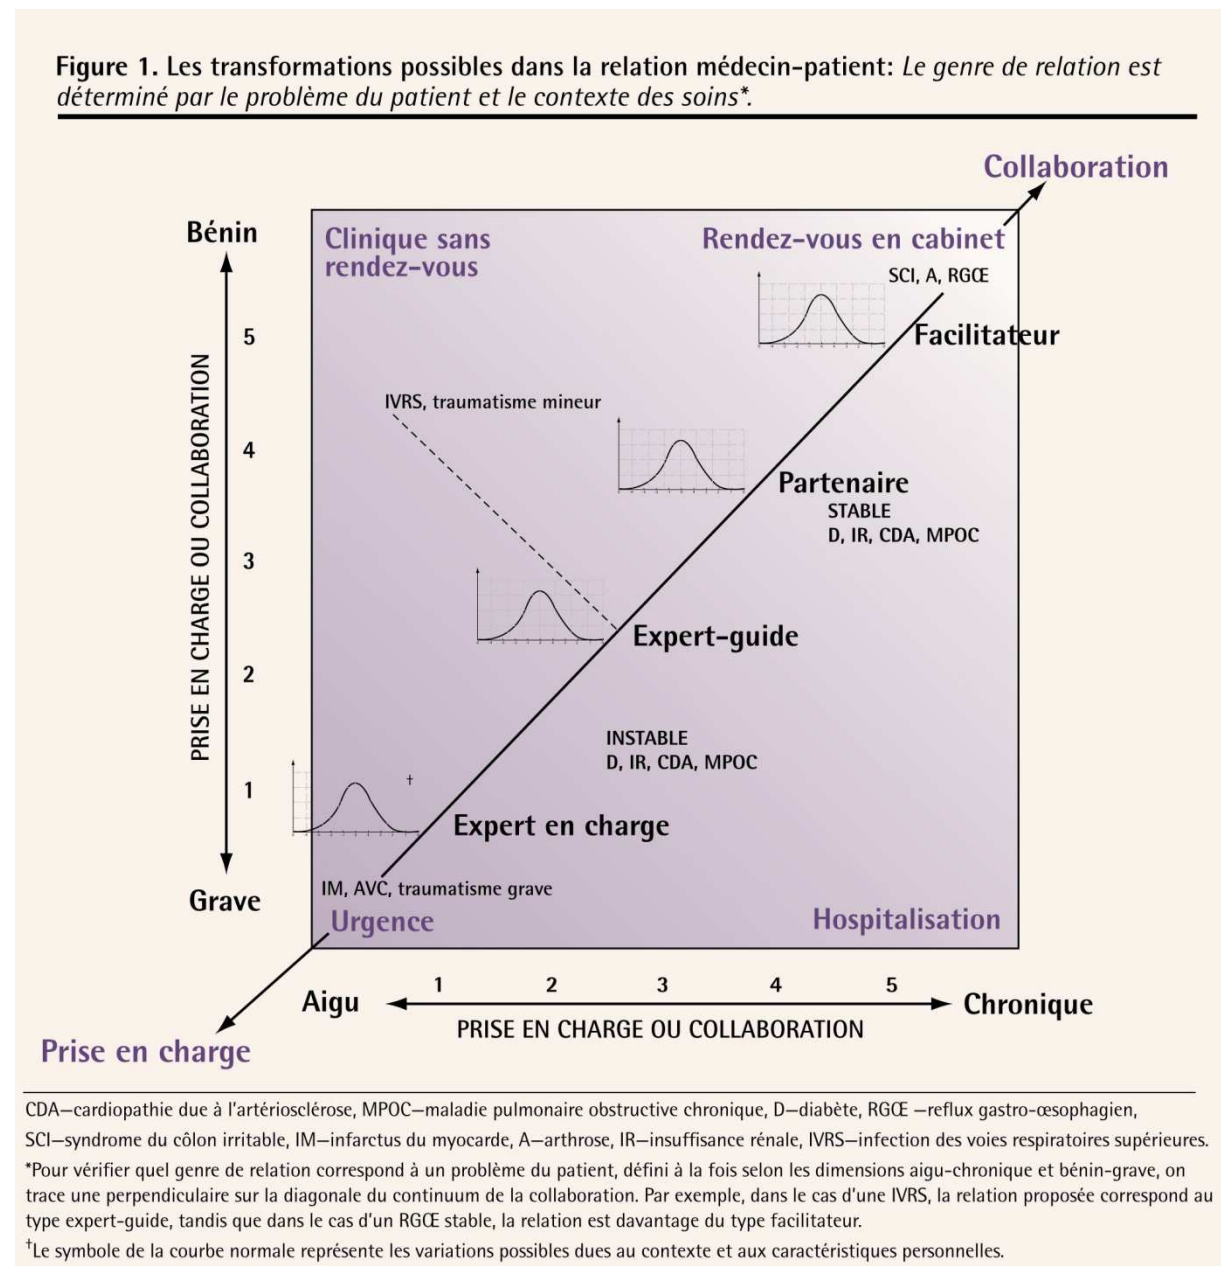 Figure 1. Les transformations possibles dans la relation médecin-patient: Le genre de relation est
déterminé par le problème du patient et le contexte des soins*.
Collaboration
Bénin
Clinique sans
rendez-vous
Rendez-vous en cabinet
SCI, A, RGŒ
5
Facilitateur
IVRS, traumatisme mineur
4
Partenaire
STABLE
D, IR, CDA, MPOC
PRISE EN CHARGE OU COLLABORATION
3
Expert-guide
2
INSTABLE
D, IR, CDA, MPOC
†
1
Expert en charge
Grave
IM, AVC, traumatisme grave
Urgence
Hospitalisation
1 2 3 4 5
Aigu
Chronique
PRISE EN CHARGE OU COLLABORATION
Prise en charge
CDA—cardiopathie due à l'artériosclérose, MPOC—maladie pulmonaire obstructive chronique, D—diabète, RGŒ —reflux gastro-œsophagien,
SCI—syndrome du côlon irritable, IM—infarctus du myocarde, A—arthrose, IR—insuffisance rénale, IVRS—infection des voies respiratoires supérieures.
*Pour vérifier quel genre de relation correspond à un problème du patient, défini à la fois selon les dimensions aigu-chronique et bénin-grave, on
trace une perpendiculaire sur la diagonale du continuum de la collaboration. Par exemple, dans le cas d'une IVRS, la relation proposée correspond au
type expert-guide, tandis que dans le cas d'un RGŒ stable, la relation est davantage du type facilitateur.
†Le symbole de la courbe normale représente les variations possibles dues au contexte et aux caractéristiques personnelles.